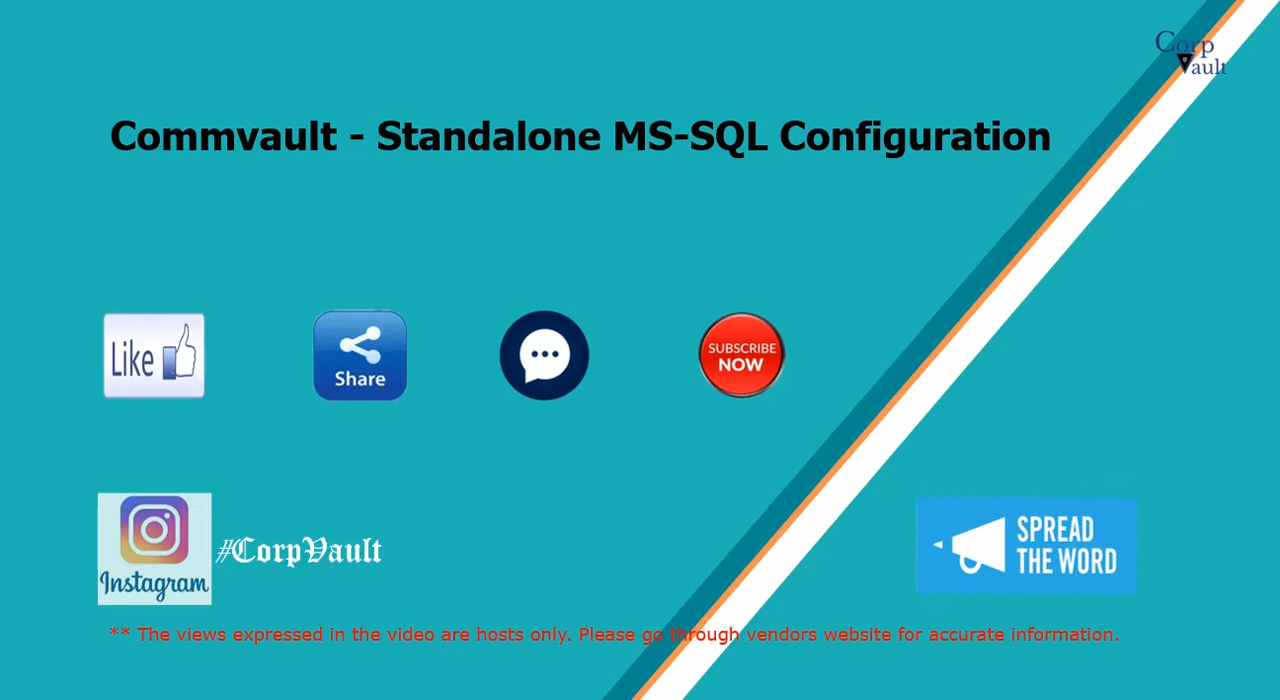 Corp
Vault
Commvault - Standalone MS-SQL Configuration
Like
Share
SUBSCRIBE
NOW
Instagram
#CorpVault
SPREAD
THE WORD
** The views expressed in the video are hosts only. Please go through vendors website for accurate information.